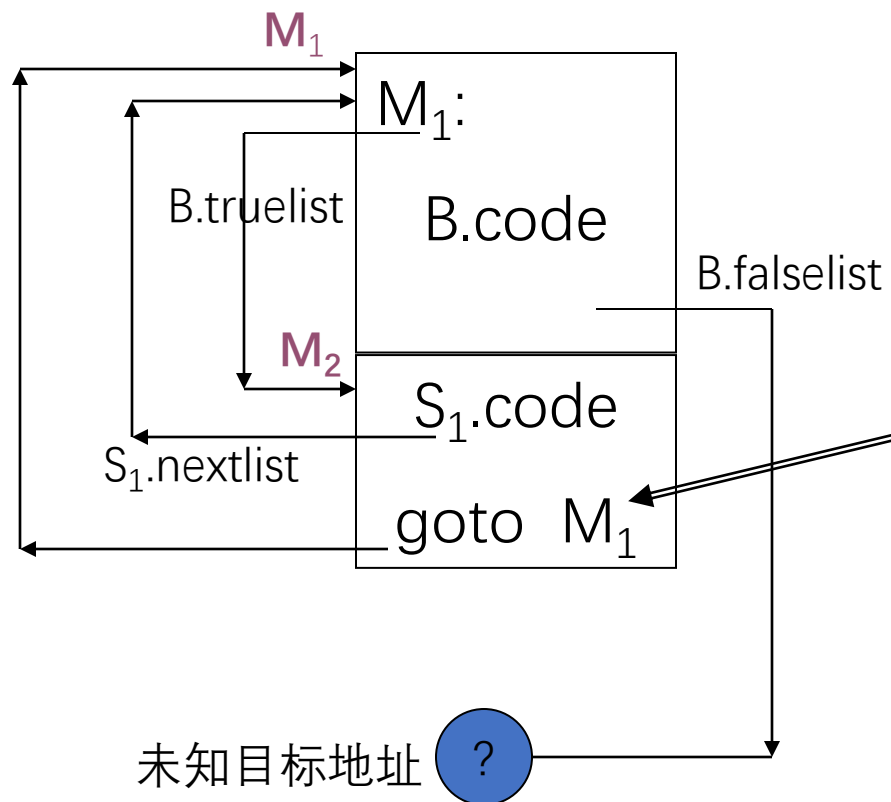 M₁
M₁:
B.truelist
B.code
B.falselist
M₂
S₁.code
S₁.nextlist
goto M₁
未知目标地址
?